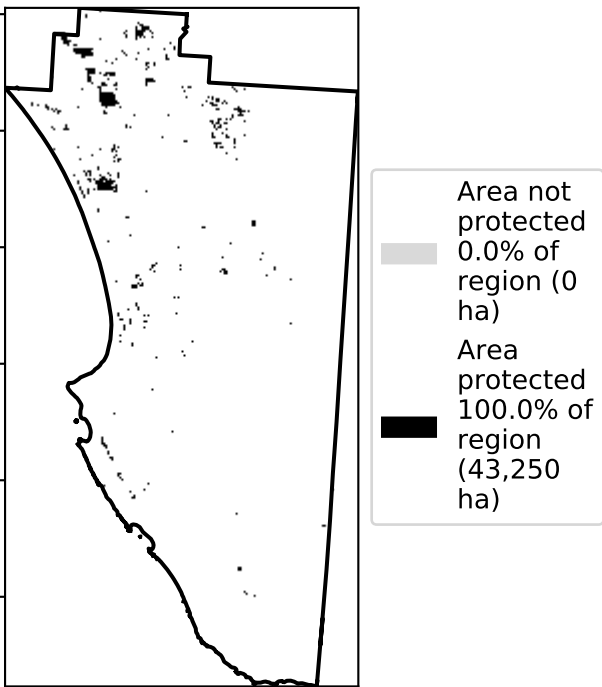 Area not
protected
0.0% of
region (0
ha)
Area
protected
100.0% of
region
(43,250
ha)